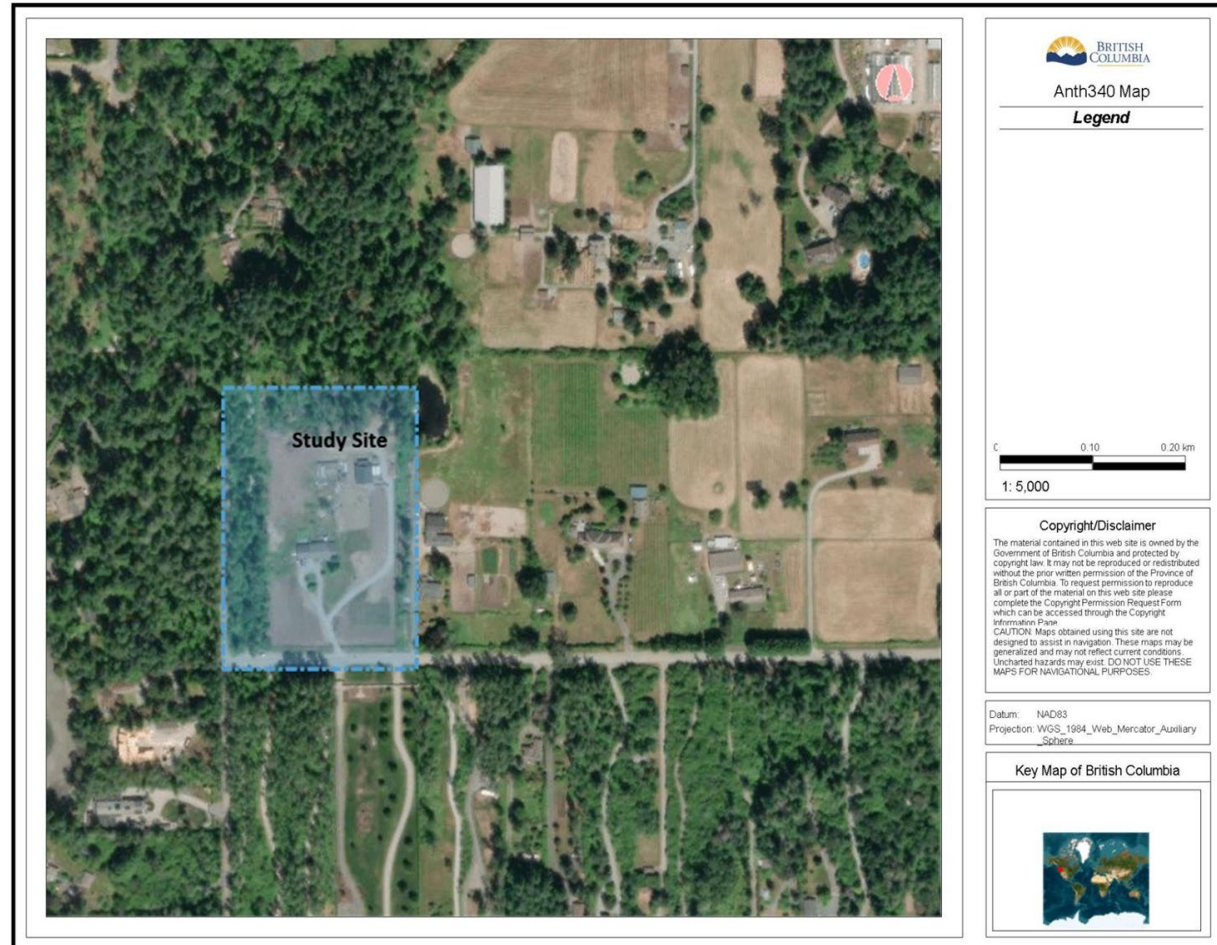 Study Site
BRITISH
COLUMBIA
Anth340 Map
Legend
0.10
0.20 km
1: 5,000
Copyright/Disclaimer
The material contained in this web site is owned by the
Government of British Columbia and protected by
copyright law. It may not be reproduced or redistributed
without the prior written permission of the Province of
British Columbia. To request permission to reproduce
all or part of the material on this web site please
complete the Copyright Permission Request Form
which can be accessed through the Copyright
Information Page.
CAUTION: Maps obtained using this site are not
designed to assist in navigation. These maps may be
generalized and may not reflect current conditions.
Uncharted hazards may exist. DO NOT USE THESE
MAPS FOR NAVIGATIONAL PURPOSES.
Datum: NAD83
Projection: WGS_1984_Web_Mercator_Auxiliary
_Sphere
Key Map of British Columbia